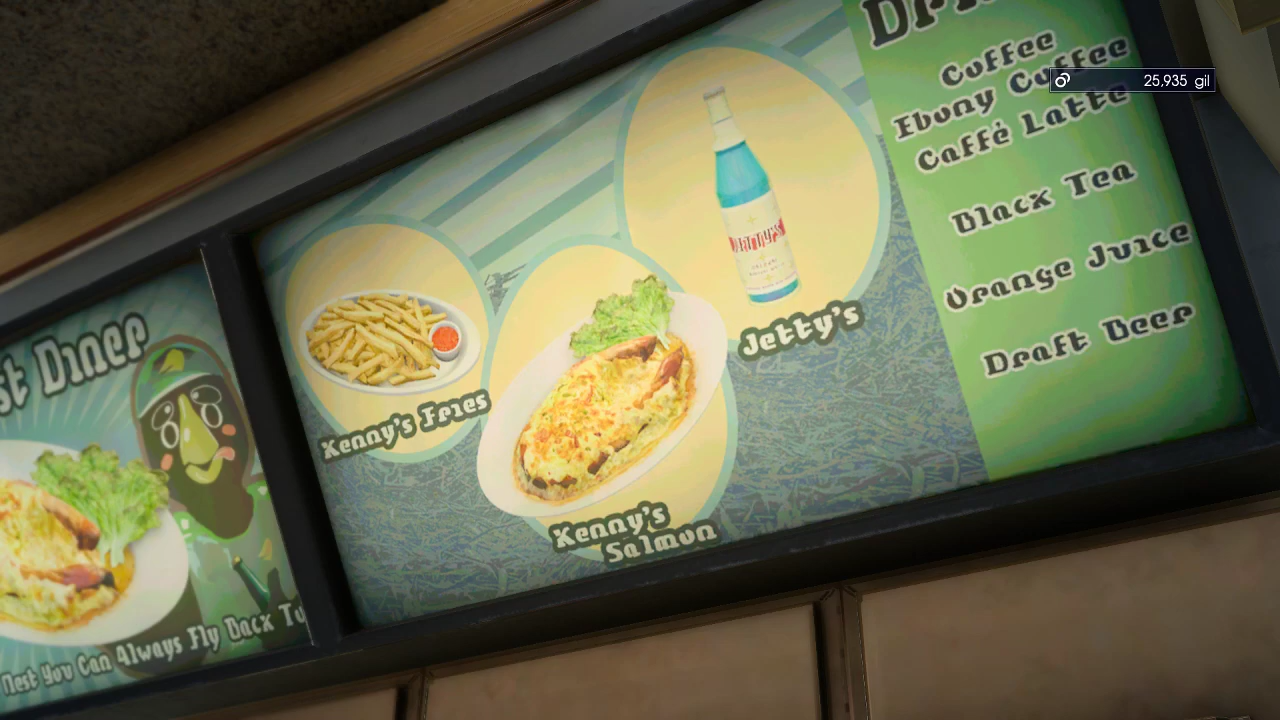 25,935 gil
st Diner
Nest You Can Always Fly Back To
Kenny's Fries
Kenny's
Salmon
JETTY'S
Jetty's
Coffee
Ebony Coffee
Caffè Latte
Black Tea
Orange Juice
Draft Beer